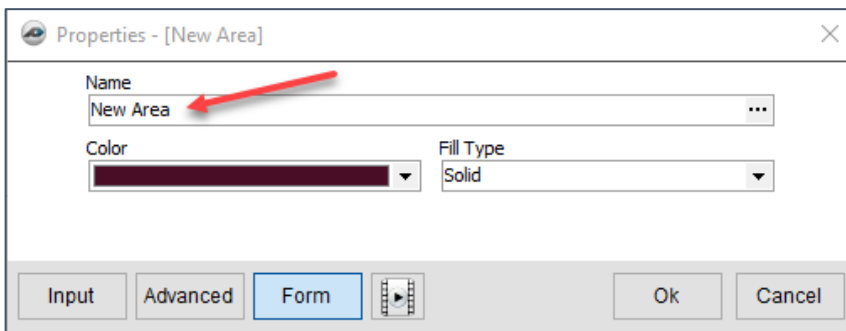 Properties - [New Area]
Name
New Area
Color
Fill Type
Solid
Input
Advanced
Form
Ok
Cancel